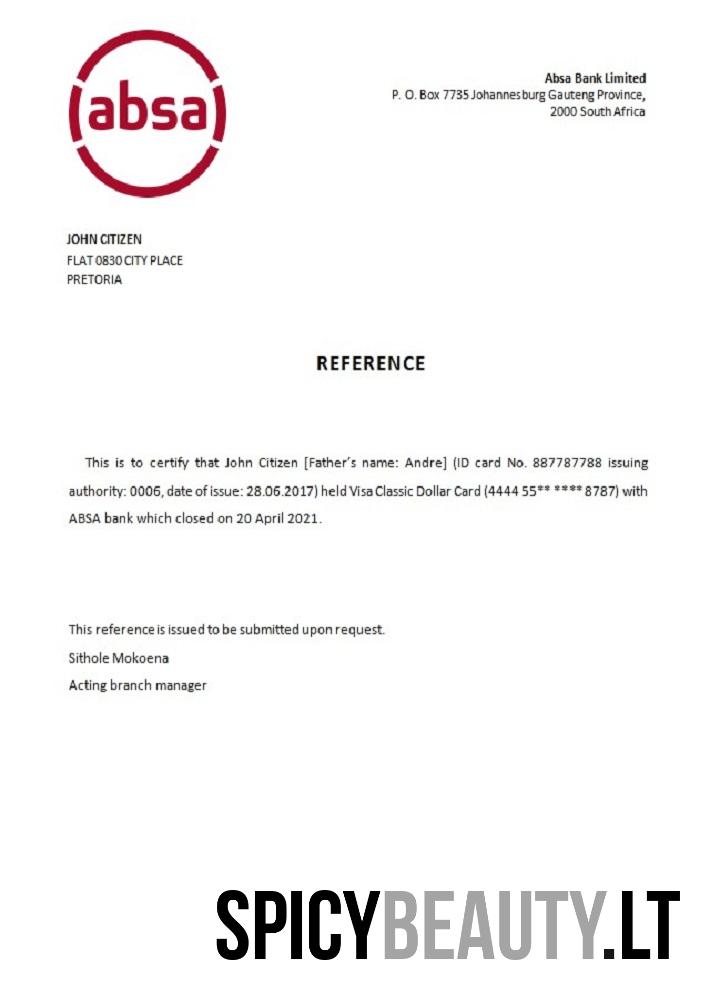 absa
Absa Bank Limited
P. O. Box 7735 Johannesburg Gauteng Province,
2000 South Africa
JOHN CITIZEN
FLAT 0830 CITY PLACE
PRETORIA
REFERENCE
This is to certify that John Citizen [Father's name: Andre] (ID card No. 887787788 issuing
authority: 0006, date of issue: 28.06.2017) held Visa Classic Dollar Card (4444 55** **** 8787) with
ABSA bank which closed on 20 April 2021.
This reference is issued to be submitted upon request.
Sithole Mokoena
Acting branch manager
SPICYBEAUTY.LT